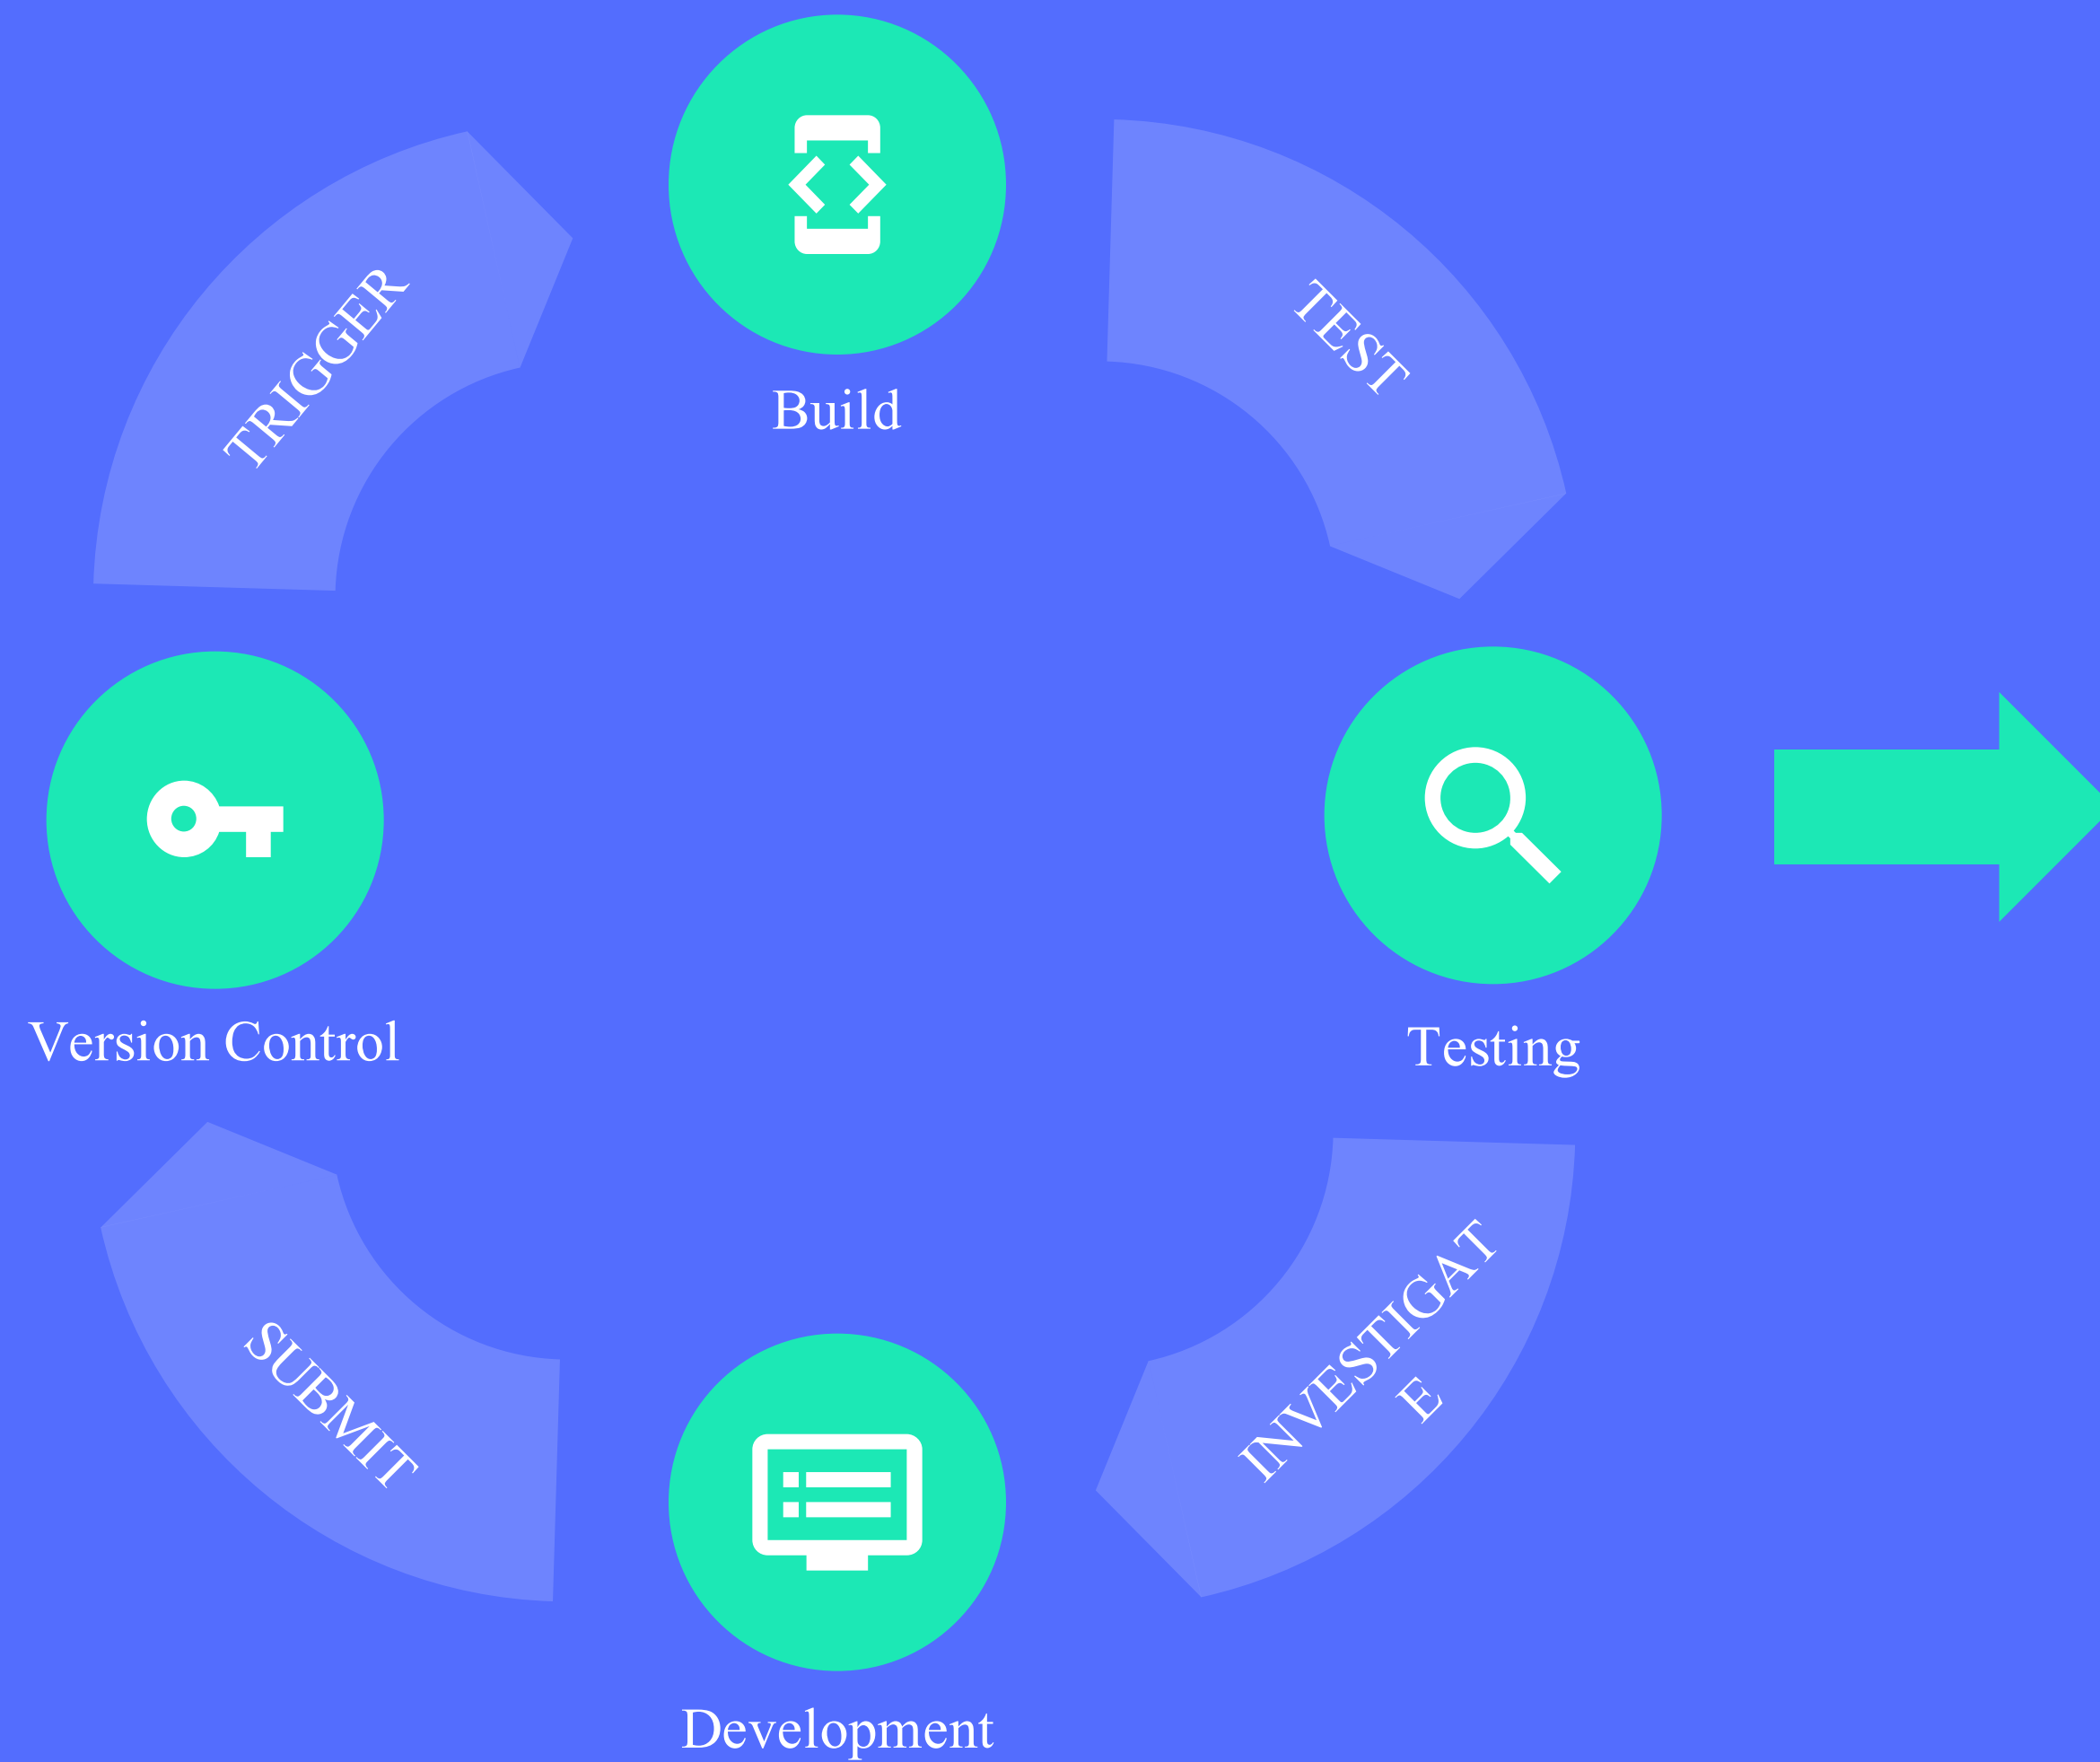 TRIGGER
TEST
Build
Version Control
Testing
SUBMIT
INVESTIGAT
E
Development